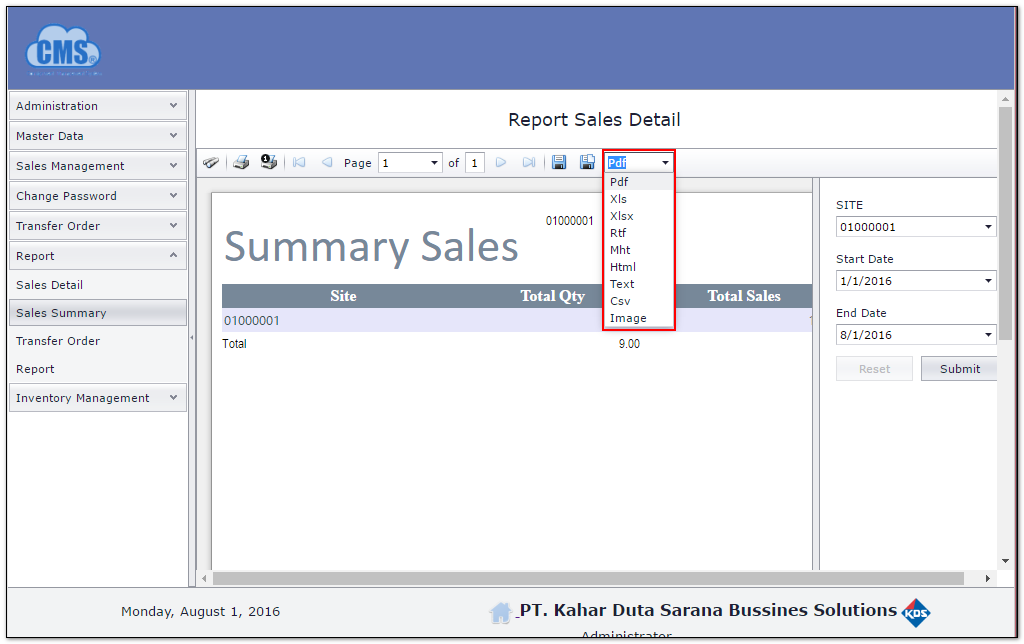 CMS®
Administration
Master Data
Sales Management
Change Password
Transfer Order
Report
Sales Detail
Sales Summary
Transfer Order
Report
Inventory Management
Report Sales Detail
Page 1 of 1
Pdf
Pdf
Xls
Xlsx
Rtf
Mht
Html
Text
Csv
Image
01000001
Summary Sales
Site Total Qty Total Sales
01000001
Total 9.00
SITE
01000001
Start Date
1/1/2016
End Date
8/1/2016
Reset Submit
Monday, August 1, 2016
PT. Kahar Duta Sarana Bussines Solutions KDS
Administrator